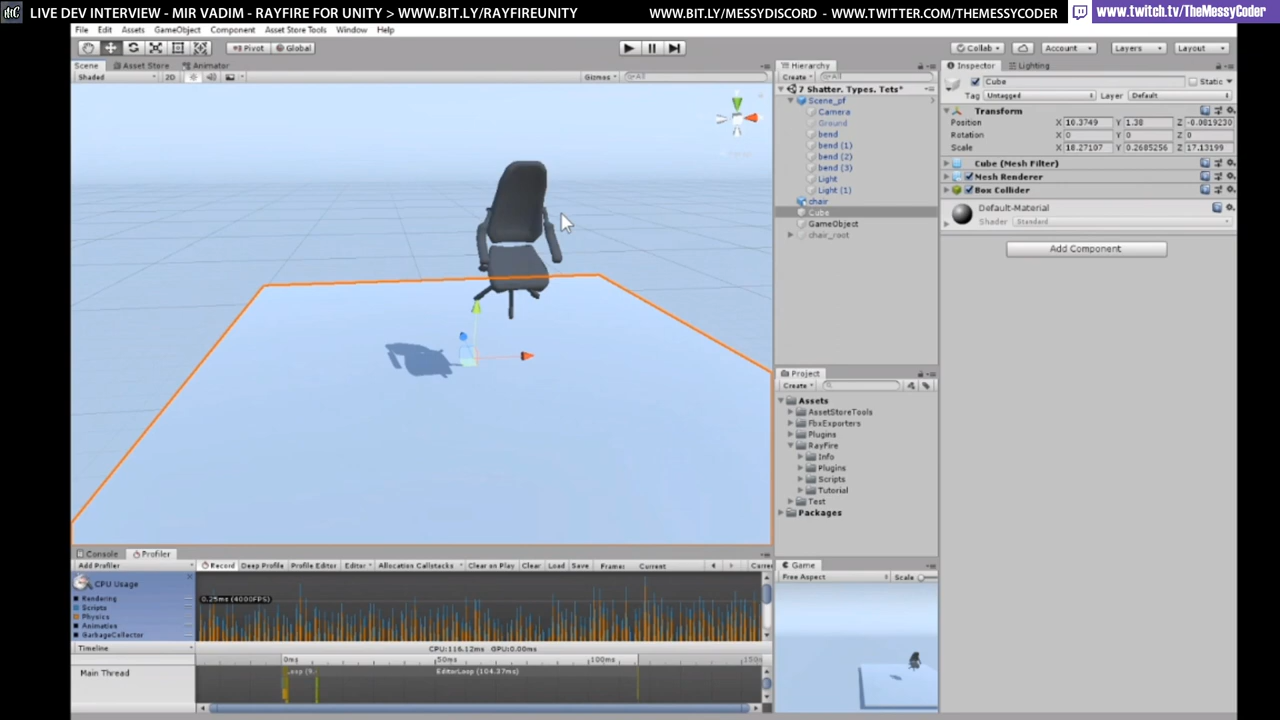 LIVE DEV INTERVIEW - MIR VADIM - RAYFIRE FOR UNITY > WWW.BIT.LY/RAYFIREUNITY
WWW.BIT.LY/MESSYDISCORD - WWW.TWITTER.COM/THEMESSYCODER
www.twitch.tv/TheMessyCoder
File Edit Assets GameObject Component Asset Store Tools Window Help
Pivot Global Collab Account Layers Layout
Scene Asset Store Animator
Shaded 2D Gizmos All
Hierarchy
Create All
7 Shatter. Types. Tets*
Scene_pf
Camera
Ground
bend
bend (1)
bend (2)
bend (3)
Light
Light (1)
chair
Cube
GameObject
chair_root
Inspector Lighting
Cube Static
Tag Untagged Layer Default
Transform
Position X 10.3749 Y 1.38 Z -0.0819230
Rotation X 0 Y 0 Z 0
Scale X 18.27107 Y 0.2685256 Z 17.13199
Cube (Mesh Filter)
Mesh Renderer
Box Collider
Default-Material
Shader Standard
Add Component
Project
Create
Assets
AssetStoreTools
FbxExporters
Plugins
RayFire
Info
Plugins
Scripts
Tutorial
Test
Packages
Console Profiler
Add Profiler Record Deep Profile Profile Editor Editor Allocation Callstacks Clear on Play Clear Load Save Frame: Current
CPU Usage
Rendering
Scripts
Physics
Animation
GarbageCollector
0.25ms (4000FPS)
Timeline CPU:116.12ms GPU:0.00ms
0ms 50ms 100ms
Main Thread EditorLoop (104.37ms)
Game
Free Aspect Scale